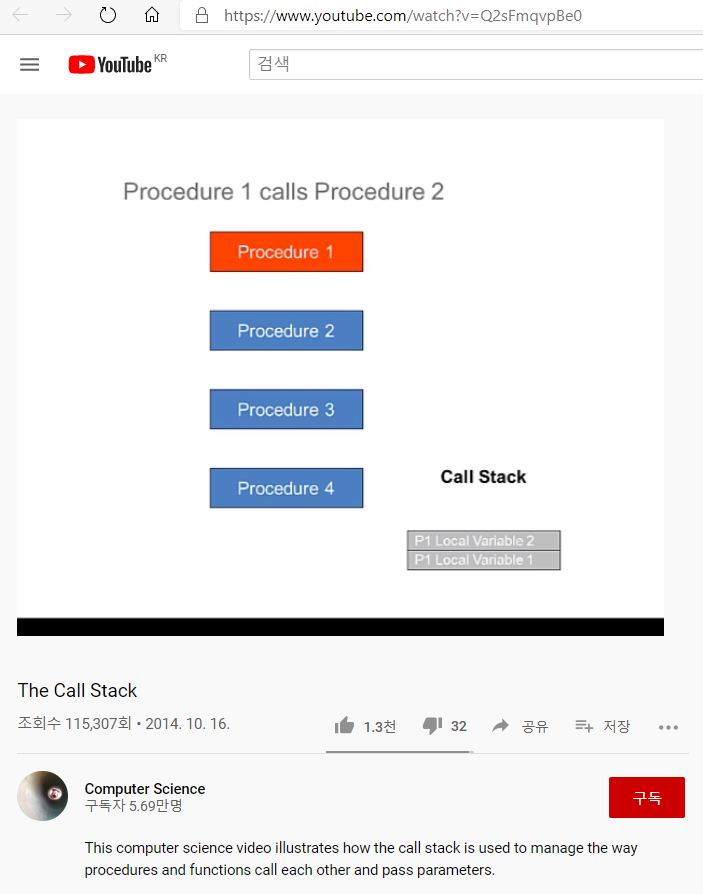 https://www.youtube.com/watch?v=Q2sFmqvpBe0
YouTube KR
검색
Procedure 1 calls Procedure 2
Procedure 1
Procedure 2
Procedure 3
Procedure 4
Call Stack
P1 Local Variable 2
P1 Local Variable 1
The Call Stack
조회수 115,307회 • 2014. 10. 16.
1.3천 32 공유 저장
Computer Science
구독자 5.69만명
구독
This computer science video illustrates how the call stack is used to manage the way
procedures and functions call each other and pass parameters.